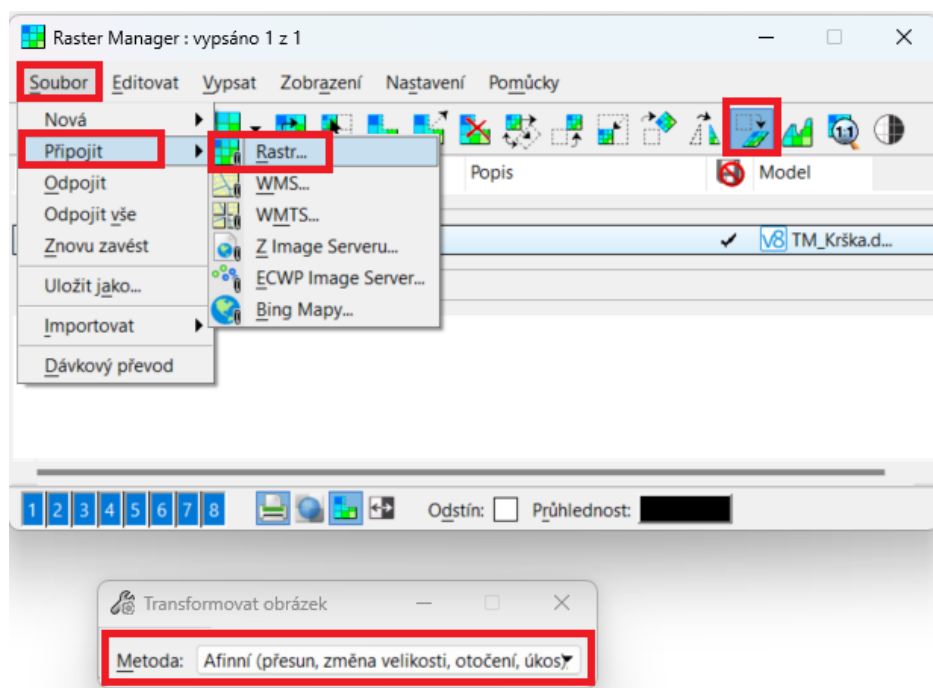 Raster Manager : vypsáno 1 z 1
Soubor Editovat Vypsat Zobrazení Nastavení Pomůcky
Nová
Připojit
Rastr...
Popis
Model
Odpojit
WMS...
Odpojit vše
WMTS...
Znovu zavést
Z Image Serveru...
TM_Krška.d...
Uložit jako...
ECWP Image Server...
Importovat
Bing Mapy...
Dávkový převod
1 2 3 4 5 6 7 8 Odstín: Průhlednost:
Transformovat obrázek
Metoda: Afinní (přesun, změna velikosti, otočení, úkos)
1:1
V8